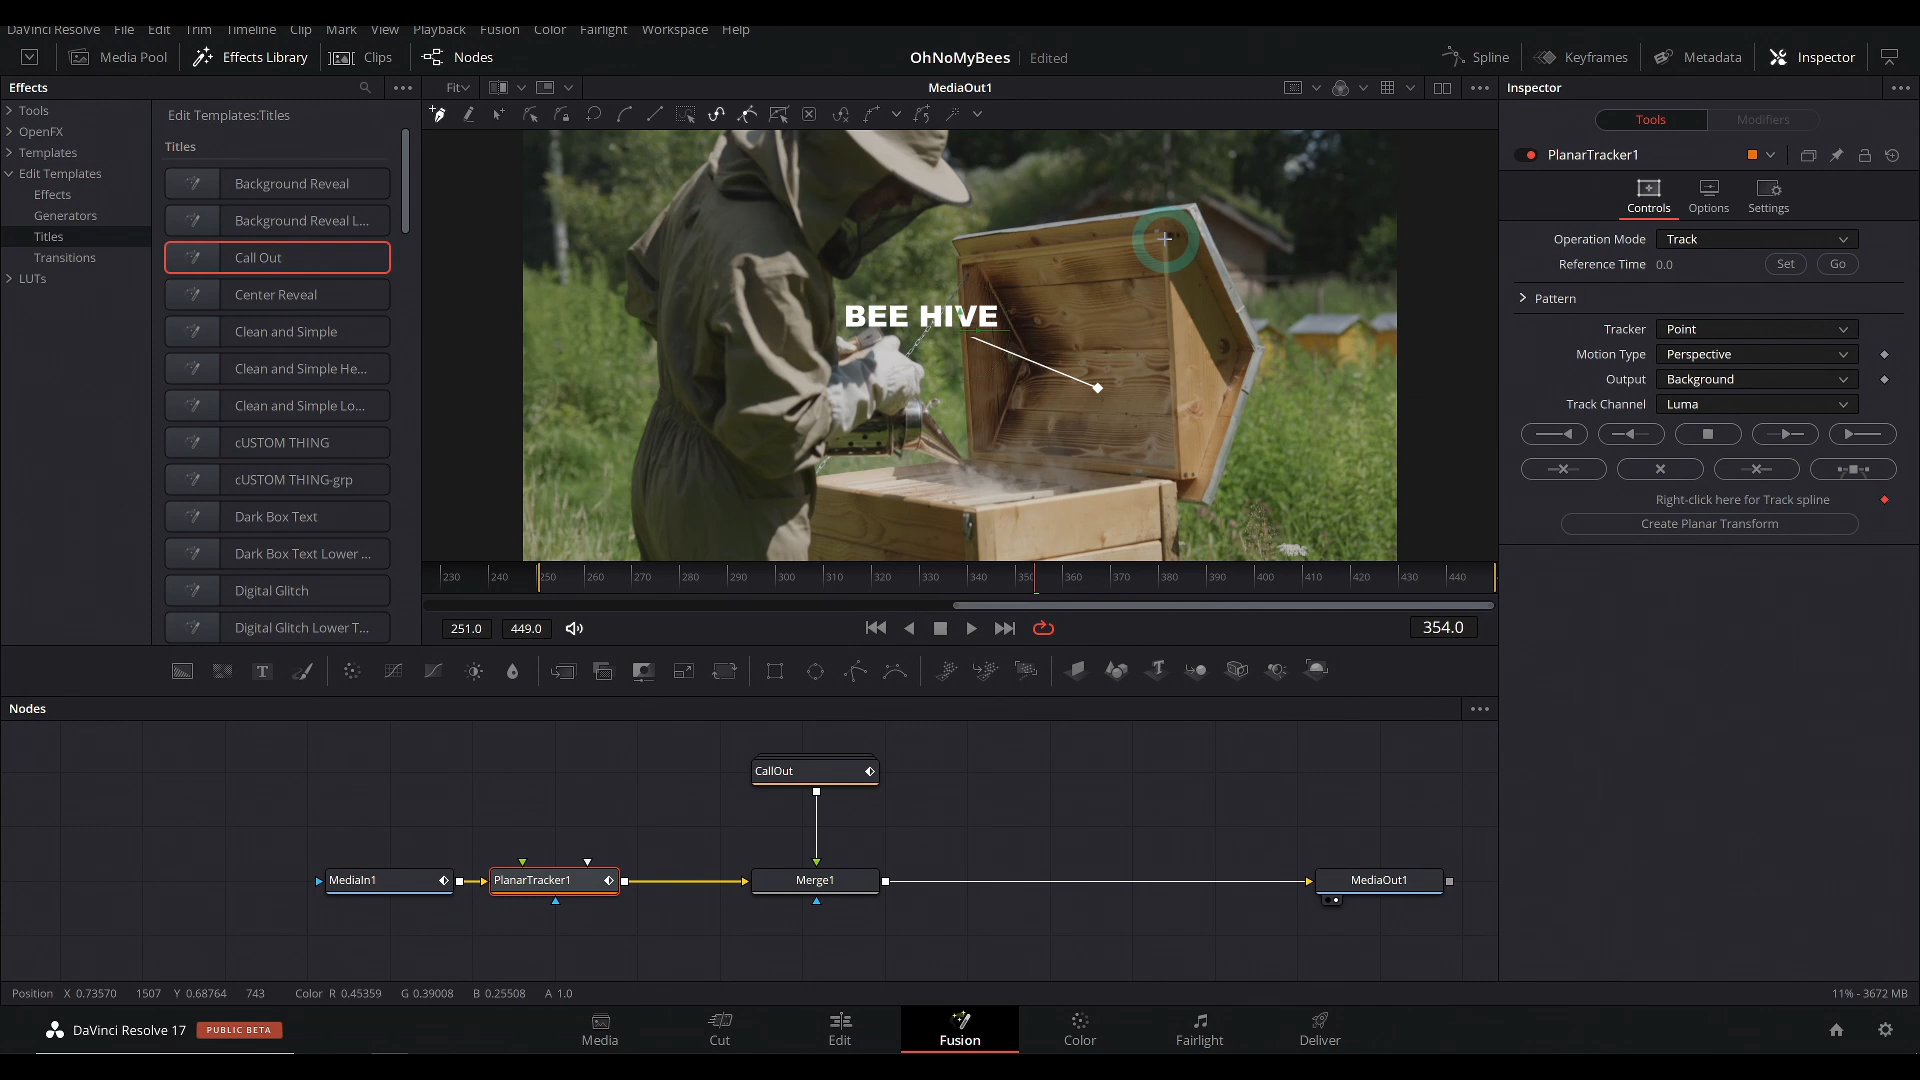 DaVinci Resolve File Edit Trim Timeline Clip Mark View Playback Fusion Color Fairlight Workspace Help
Media Pool Effects Library Clips Nodes OhNoMyBees Edited Spline Keyframes Metadata Inspector
Effects Fit MediaOut1 Inspector
Tools
OpenFX
Templates
Edit Templates
Effects
Generators
Titles
Transitions
LUTs
Edit Templates:Titles
Titles
Background Reveal
Background Reveal L...
Call Out
Center Reveal
Clean and Simple
Clean and Simple He...
Clean and Simple Lo...
cUSTOM THING
cUSTOM THING-grp
Dark Box Text
Dark Box Text Lower ...
Digital Glitch
Digital Glitch Lower T...
BEE HIVE
230 240 250 260 270 280 290 300 310 320 330 340 350 360 370 380 390 400 410 420 430 440
251.0 449.0 354.0
Tools Modifiers
PlanarTracker1
Controls Options Settings
Operation Mode Track
Reference Time 0.0 Set Go
Pattern
Tracker Point
Motion Type Perspective
Output Background
Track Channel Luma
Right-click here for Track spline
Create Planar Transform
T
Nodes
CallOut
MediaIn1 PlanarTracker1 Merge1 MediaOut1
Position X 0.73570 1507 Y 0.68764 743 Color R 0.45359 G 0.39008 B 0.25508 A 1.0 11% - 3672 MB
DaVinci Resolve 17 PUBLIC BETA
Media Cut Edit Fusion Color Fairlight Deliver